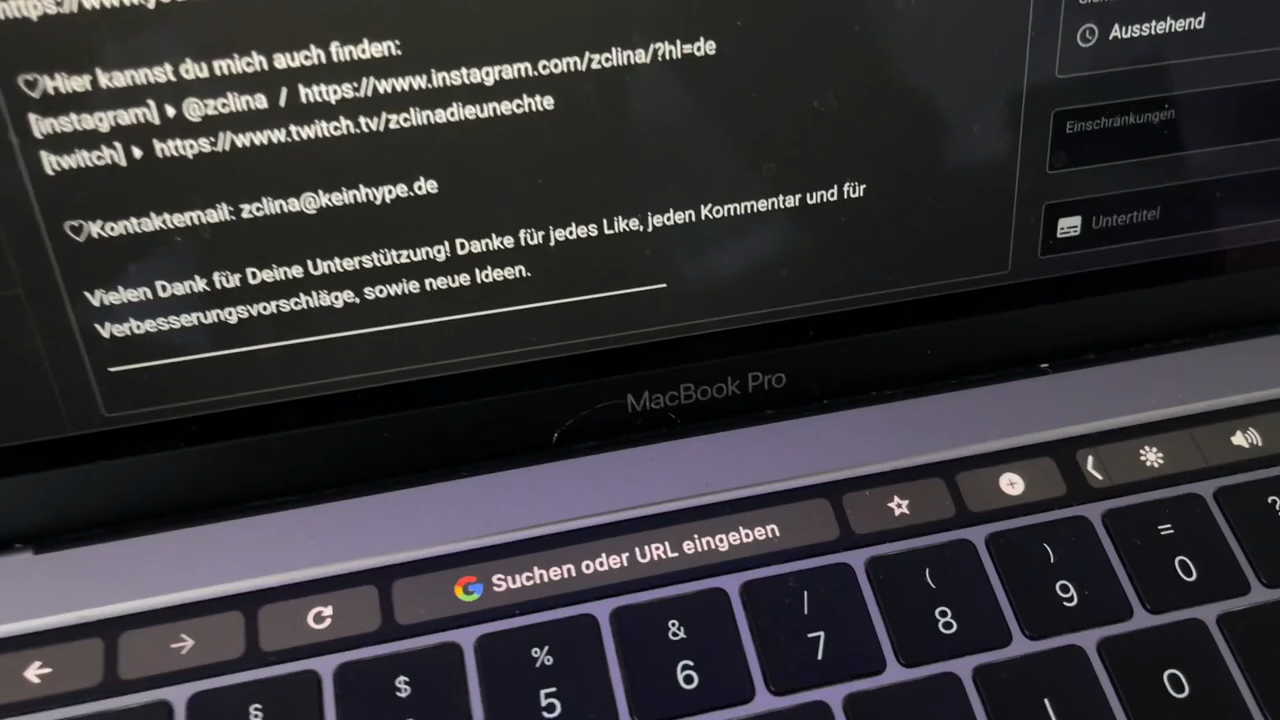 https://www.yo
♡Hier kannst du mich auch finden:
[instagram] ▸ @zclina / https://www.instagram.com/zclina/?hl=de
[twitch] ▸ https://www.twitch.tv/zclinadieunechte
♡Kontaktemail: zclina@keinhype.de
Vielen Dank für Deine Unterstützung! Danke für jedes Like, jeden Kommentar und für
Verbesserungsvorschläge, sowie neue Ideen.
Ausstehend
Einschränkungen
Untertitel
MacBook Pro
Suchen oder URL eingeben
§ $ % & / ( ) = ?
5 6 7 8 9 0
O